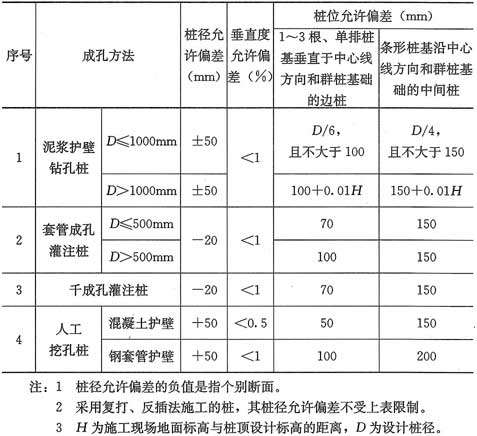 序号
成孔方法
桩径允
许偏差
(mm)
垂直度
允许偏
差(%)
桩位允许偏差(mm)
1～3根、单排桩
基垂直于中心线
方向和群桩基础
的边桩
条形桩基沿中心
线方向和群桩基
础的中间桩
1
泥浆护壁
钻孔桩
D≤1000mm
±50
<1
D/6，
且不大于100
D/4，
且不大于150
D>1000mm
±50
100+0.01H
150+0.01H
2
套管成孔
灌注桩
D≤500mm
−20
<1
70
150
D>500mm
100
150
3
千成孔灌注桩
−20
<1
70
150
4
人工
挖孔桩
混凝土护壁
+50
<0.5
50
150
钢套管护壁
+50
<1
100
200
注：1 桩径允许偏差的负值是指个别断面。
2 采用复打、反插法施工的桩，其桩径允许偏差不受上表限制。
3 H为施工现场地面标高与桩顶设计标高的距离，D为设计桩径。